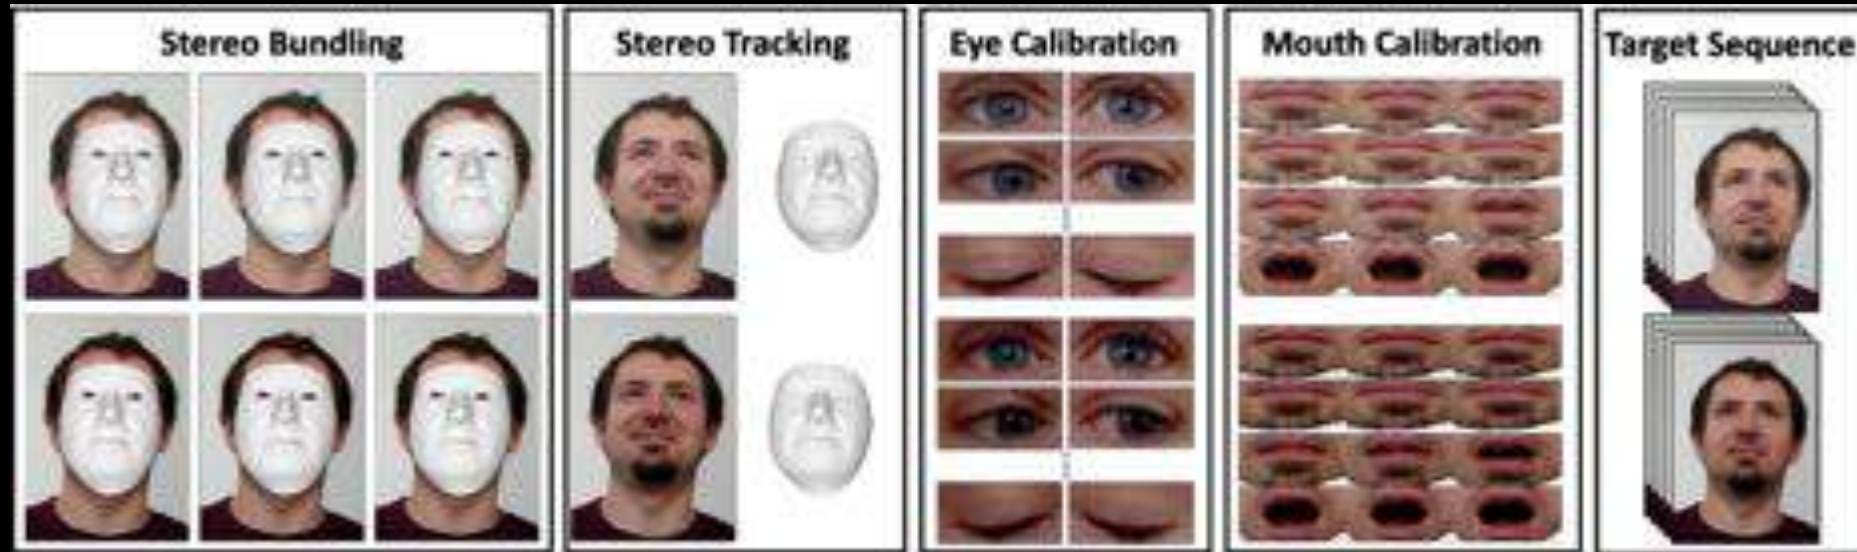 Stereo Bundling
Stereo Tracking
Eye Calibration
Mouth Calibration
Target Sequence